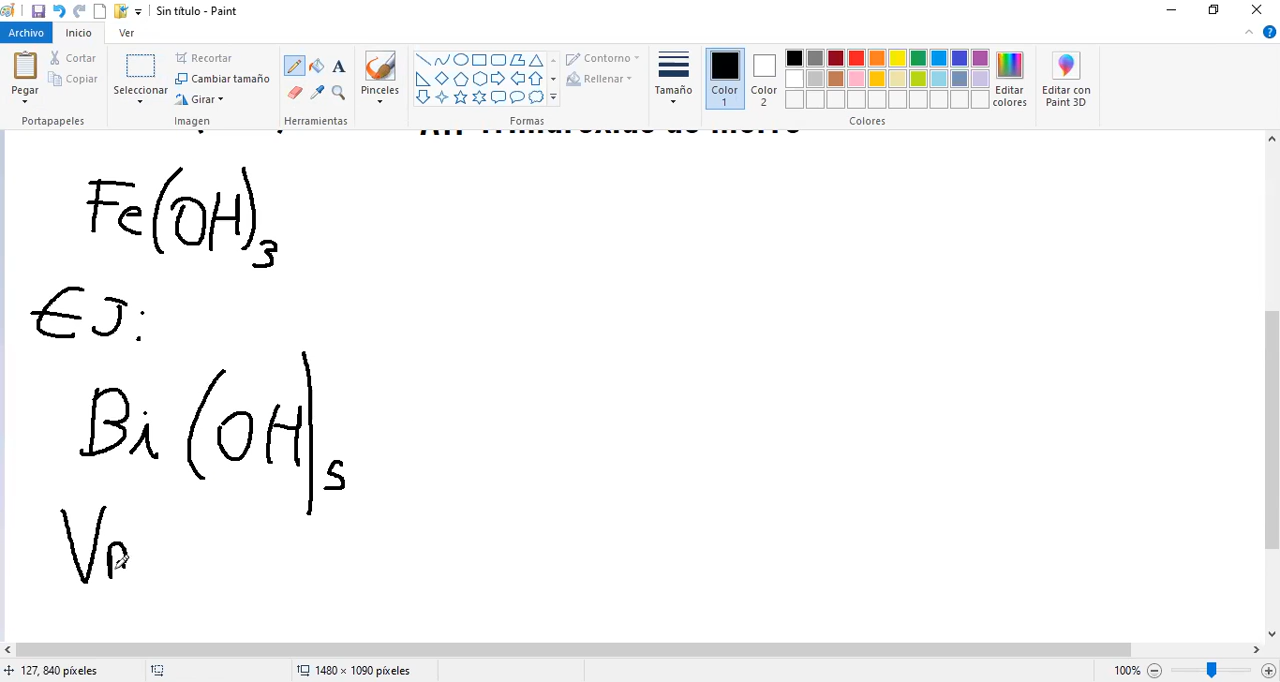 Sin título - Paint
Archivo Inicio Ver
Pegar
Cortar
Copiar
Portapapeles
Seleccionar
Recortar
Cambiar tamaño
Girar
Imagen
Herramientas
Pinceles
Contorno
Rellenar
Formas
Tamaño
Color 1
Color 2
Editar colores
Editar con Paint 3D
Colores
Fe(OH)3
EJ:
Bi(OH)5
V
127, 840 píxeles
1480 × 1090 píxeles
100%